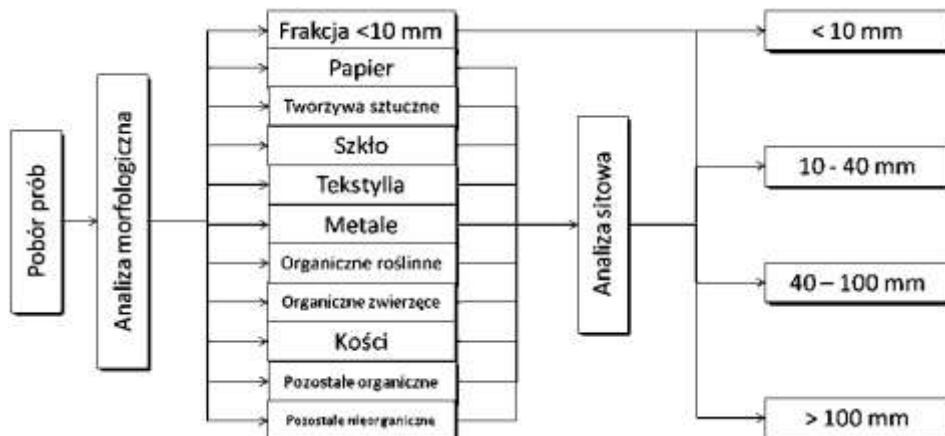 Pobór prób
Analiza morfologiczna
Frakcja <10 mm
Papier
Tworzywa sztuczne
Szkło
Tekstylia
Metale
Organiczne roślinne
Organiczne zwierzęce
Kości
Pozostałe organiczne
Pozostałe nieorganiczne
Analiza sitowa
< 10 mm
10 - 40 mm
40 – 100 mm
> 100 mm